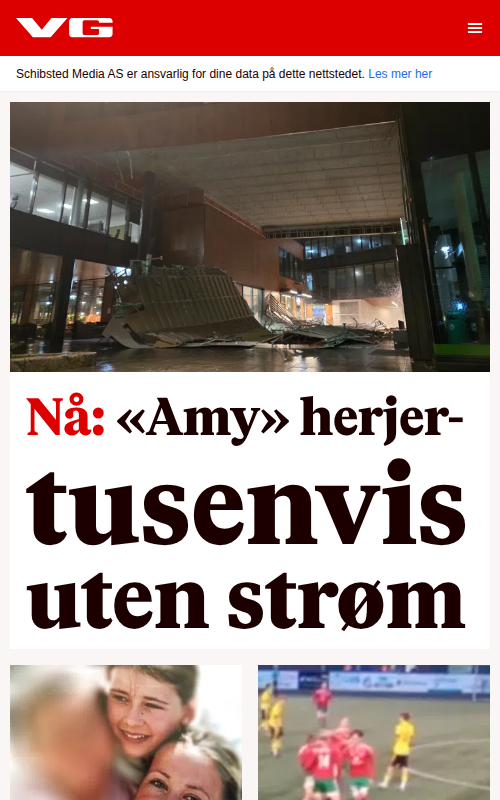 VG
Schibsted Media AS er ansvarlig for dine data på dette nettstedet. Les mer her
Nå: «Amy» herjer-
tusenvis
uten strøm